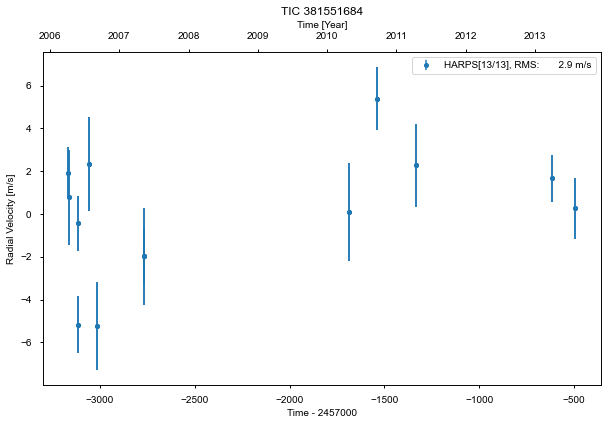 TIC 381551684
Time [Year]
2006 2007 2008 2009 2010 2011 2012 2013
HARPS[13/13], RMS: 2.9 m/s
6
4
2
0
−2
−4
−6
Radial Velocity [m/s]
−3000 −2500 −2000 −1500 −1000 −500
Time - 2457000